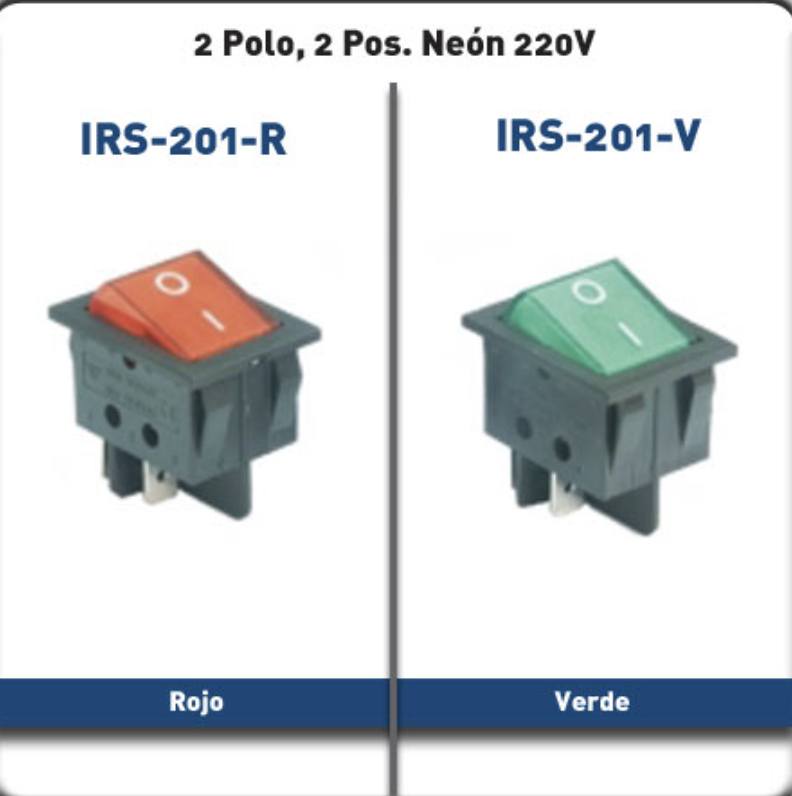 2 Polo, 2 Pos. Neón 220V
IRS-201-R
IRS-201-V
O
I
O
I
Rojo
Verde